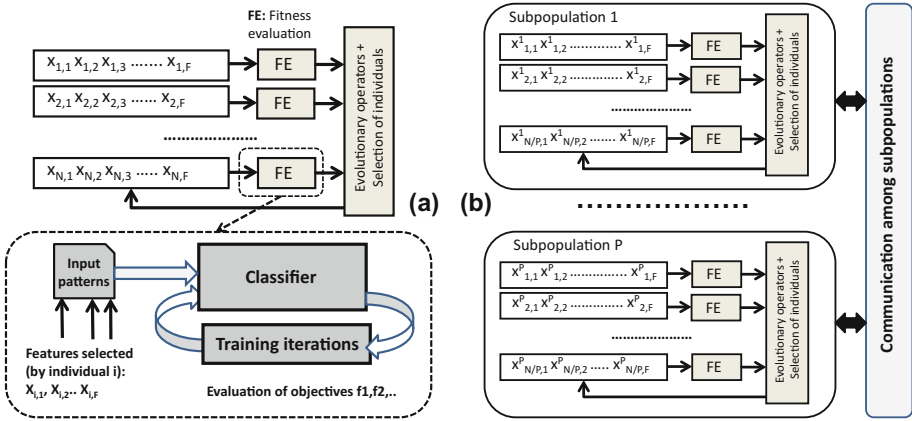 FE: Fitness
evaluation
x1,1 x1,2 x1,3 ....... x1,F
FE
x2,1 x2,2 x2,3 ...... x2,F
FE
xN,1 xN,2 xN,3 ..... xN,F
FE
Evolutionary operators +
Selection of individuals
(a)
Input
patterns
Classifier
Training iterations
Features selected
(by individual i):
Xi,1, Xi,2.. Xi,F
Evaluation of objectives f1,f2,..
(b)
Subpopulation 1
x¹1,1 x¹1,2 ............. x¹1,F
FE
x¹2,1 x¹2,2 .............. x¹2,F
FE
x¹N/P,1 x¹N/P,2 ....... x¹N/P,F
FE
Evolutionary operators +
Selection of individuals
Subpopulation P
xᴾ1,1 xᴾ1,2 ................ xᴾ1,F
FE
xᴾ2,1 xᴾ2,2 ................ xᴾ2,F
FE
xᴾN/P,1 xᴾN/P,2 ..... xᴾN/P,F
FE
Evolutionary operators +
Selection of individuals
Communication among subpopulations